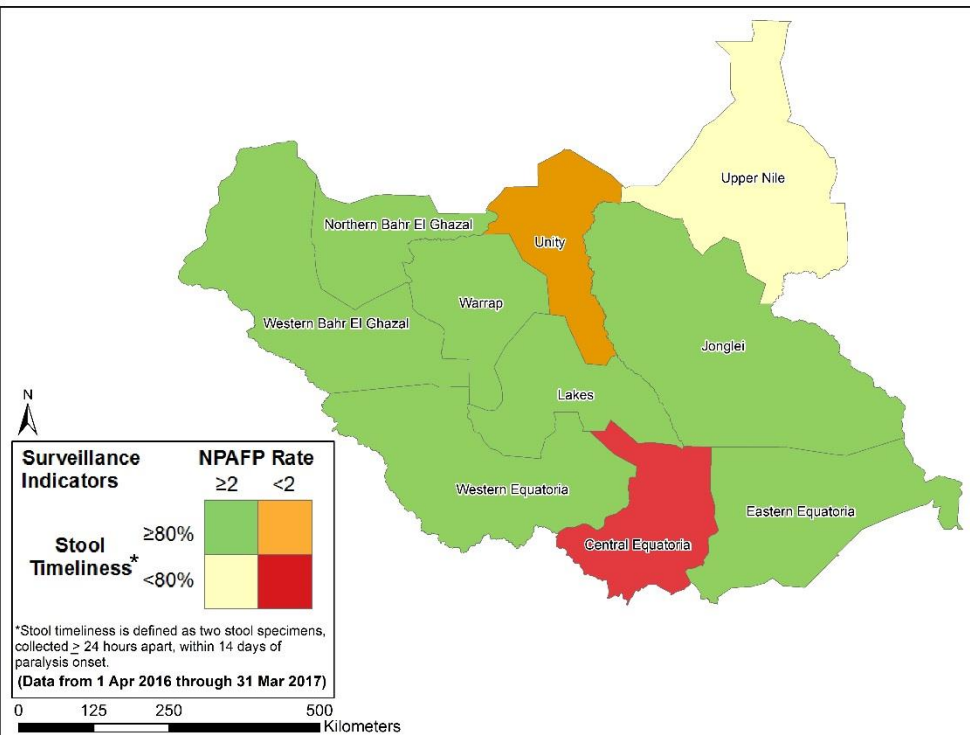 Upper Nile
Northern Bahr El Ghazal
Unity
Warrap
Western Bahr El Ghazal
Jonglei
Lakes
Western Equatoria
Eastern Equatoria
Central Equatoria
N
Surveillance
Indicators
NPAFP Rate
≥2 <2
Stool
Timeliness*
≥80%
<80%
*Stool timeliness is defined as two stool specimens,
collected ≥ 24 hours apart, within 14 days of
paralysis onset.
(Data from 1 Apr 2016 through 31 Mar 2017)
0 125 250 500
Kilometers